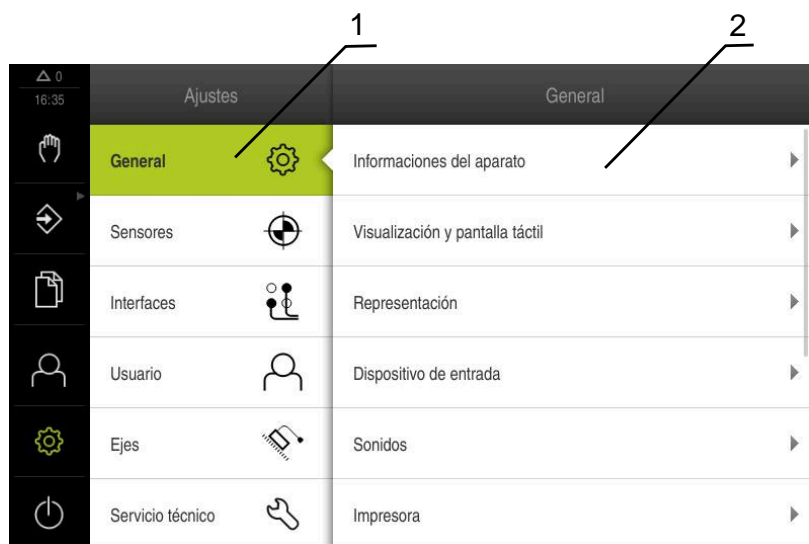 1
2
0
16:35
Ajustes
General
General
Informaciones del aparato
Sensores
Visualización y pantalla táctil
Interfaces
Representación
Usuario
Dispositivo de entrada
Ejes
Sonidos
Servicio técnico
Impresora